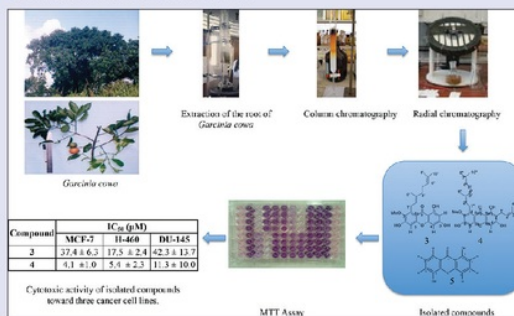 Extraction of the root of
Garcinia cowa
Column chromatography
Radial chromatography
Garcinia cowa
3
4
5
Compound
IC50 (µM)
MCF-7 H-460 DU-145
3 37.4 ± 6.3 17.5 ± 2.4 42.3 ± 13.7
4 4.1 ±1.0 5.4 ± 2.3 11.3 ± 10.0
Cytotoxic activity of isolated compounds
toward three cancer cell lines.
MTT Assay
Isolated compounds